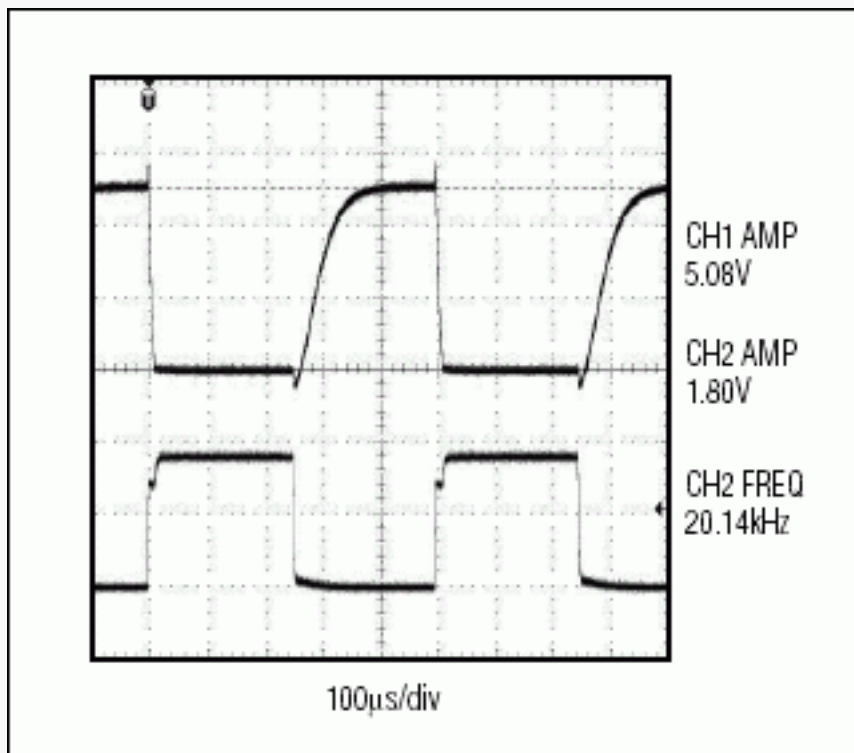 CH1 AMP
5.08V
CH2 AMP
1.80V
CH2 FREQ
20.14kHz
100µs/div